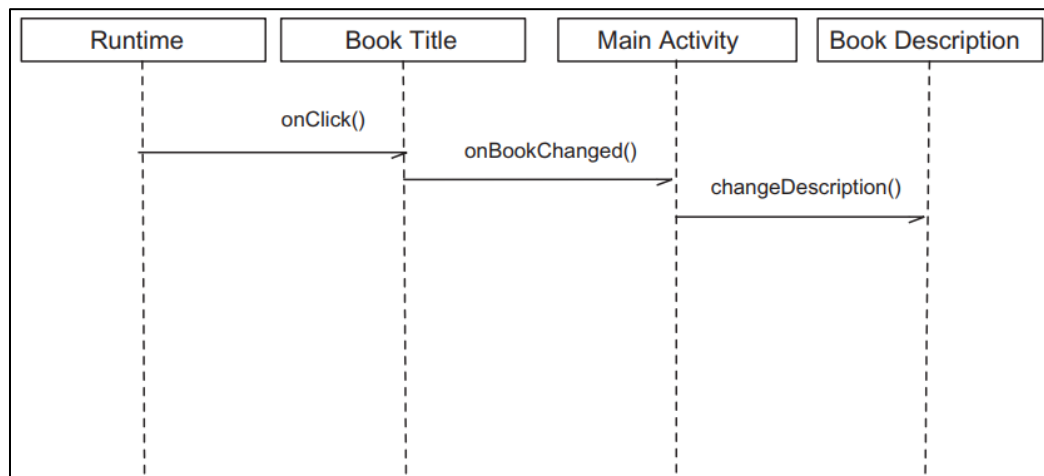 Runtime
Book Title
Main Activity
Book Description
onClick()
onBookChanged()
changeDescription()